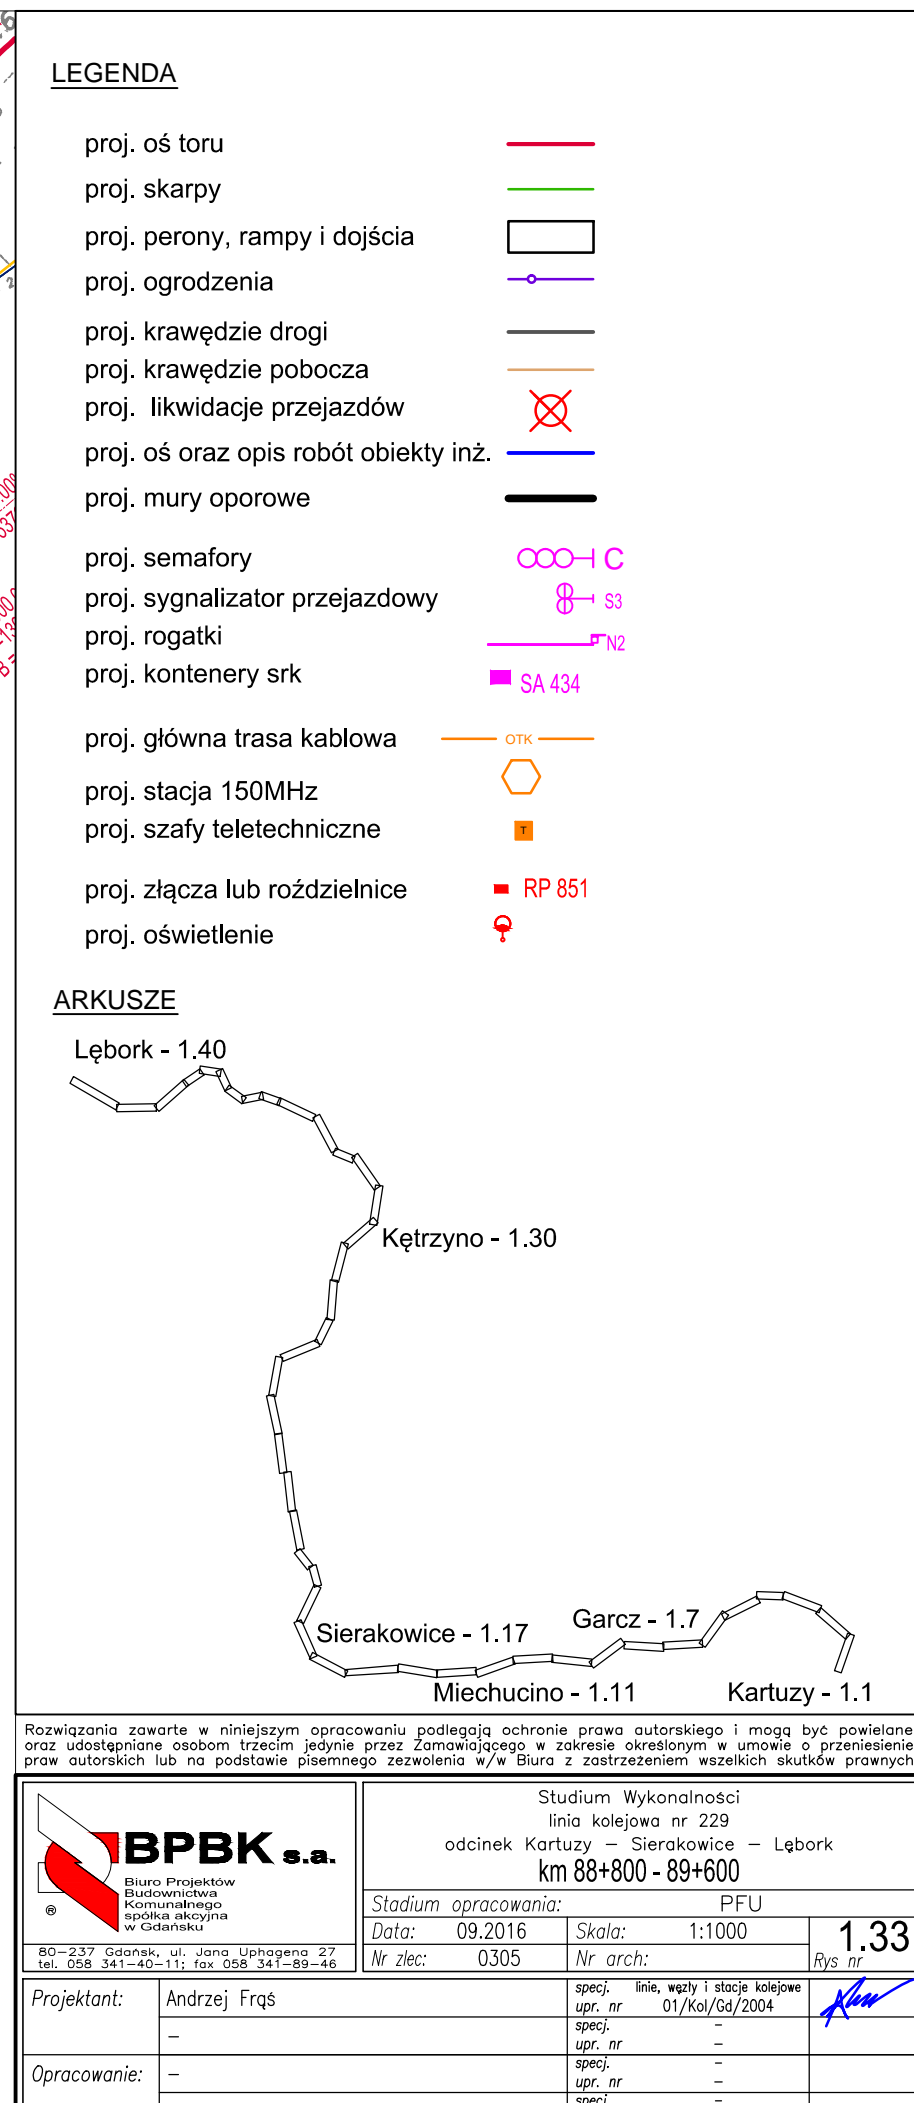 LEGENDA
proj. oś toru
proj. skarpy
proj. perony, rampy i dojścia
proj. ogrodzenia
proj. krawędzie drogi
proj. krawędzie pobocza
proj. likwidacje przejazdów
proj. oś oraz opis robót obiekty inż.
proj. mury oporowe
proj. semafory C
proj. sygnalizator przejazdowy S3
proj. rogatki N2
proj. kontenery srk SA 434
proj. główna trasa kablowa OTK
proj. stacja 150MHz
proj. szafy teletechniczne T
proj. złącza lub roździelnice RP 851
proj. oświetlenie
ARKUSZE
Lębork - 1.40
Kętrzyno - 1.30
Sierakowice - 1.17
Garcz - 1.7
Miechucino - 1.11
Kartuzy - 1.1
Rozwiązania zawarte w niniejszym opracowaniu podlegają ochronie prawa autorskiego i mogą być powielane
oraz udostępniane osobom trzecim jedynie przez Zamawiającego w zakresie określonym w umowie o przeniesienie
praw autorskich lub na podstawie pisemnego zezwolenia w/w Biura z zastrzeżeniem wszelkich skutków prawnych
BPBK s.a.
Biuro Projektów
Budownictwa
Komunalnego
spółka akcyjna
w Gdańsku
®
80-237 Gdańsk, ul. Jana Uphagena 27
tel. 058 341-40-11; fax 058 341-89-46
Studium Wykonalności
linia kolejowa nr 229
odcinek Kartuzy - Sierakowice - Lębork
km 88+800 - 89+600
Stadium opracowania: PFU
Data: 09.2016 Skala: 1:1000
Nr zlec: 0305 Nr arch:
1.33
Rys nr
Projektant: Andrzej Frąś
specj. linie, węzły i stacje kolejowe
upr. nr 01/Kol/Gd/2004
–
specj. –
upr. nr –
Opracowanie: –
specj. –
upr. nr –
specj. –